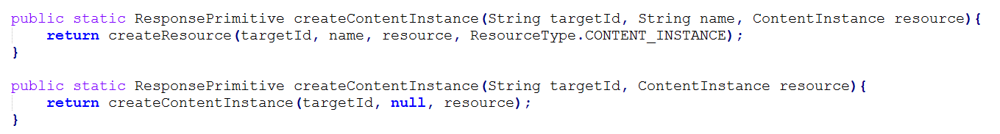 public static ResponsePrimitive createContentInstance(String targetId, String name, ContentInstance resource){
    return createResource(targetId, name, resource, ResourceType.CONTENT_INSTANCE);
}

public static ResponsePrimitive createContentInstance(String targetId, ContentInstance resource){
    return createContentInstance(targetId, null, resource);
}